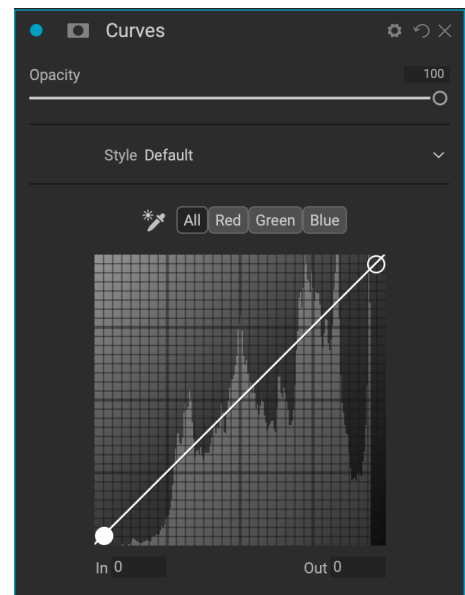 Curves
Opacity 100
Style Default
All Red Green Blue
In 0 Out 0